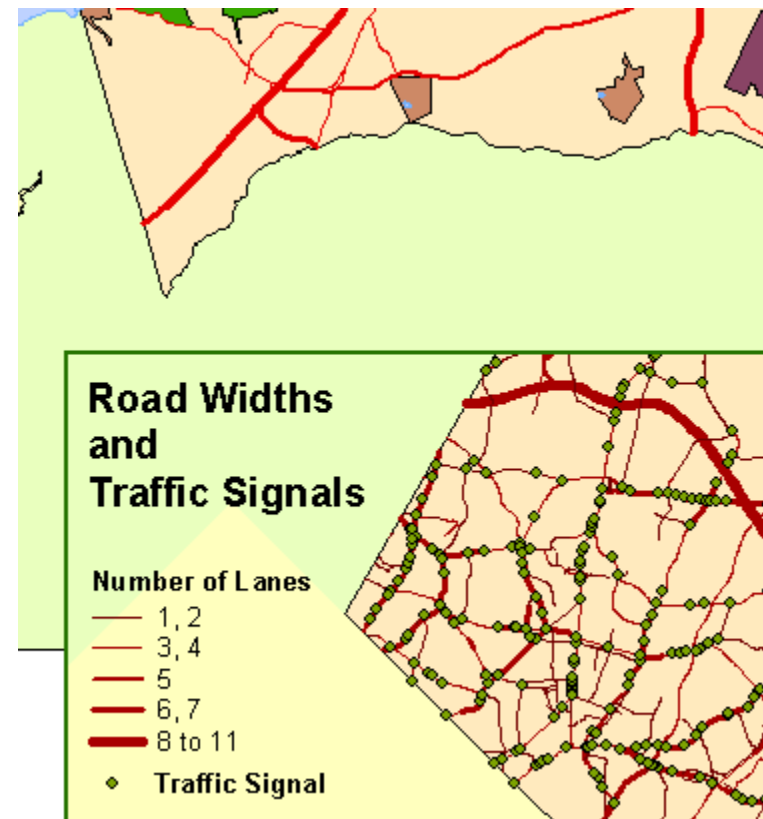 Road Widths
and
Traffic Signals
Number of Lanes
1, 2
3, 4
5
6, 7
8 to 11
Traffic Signal